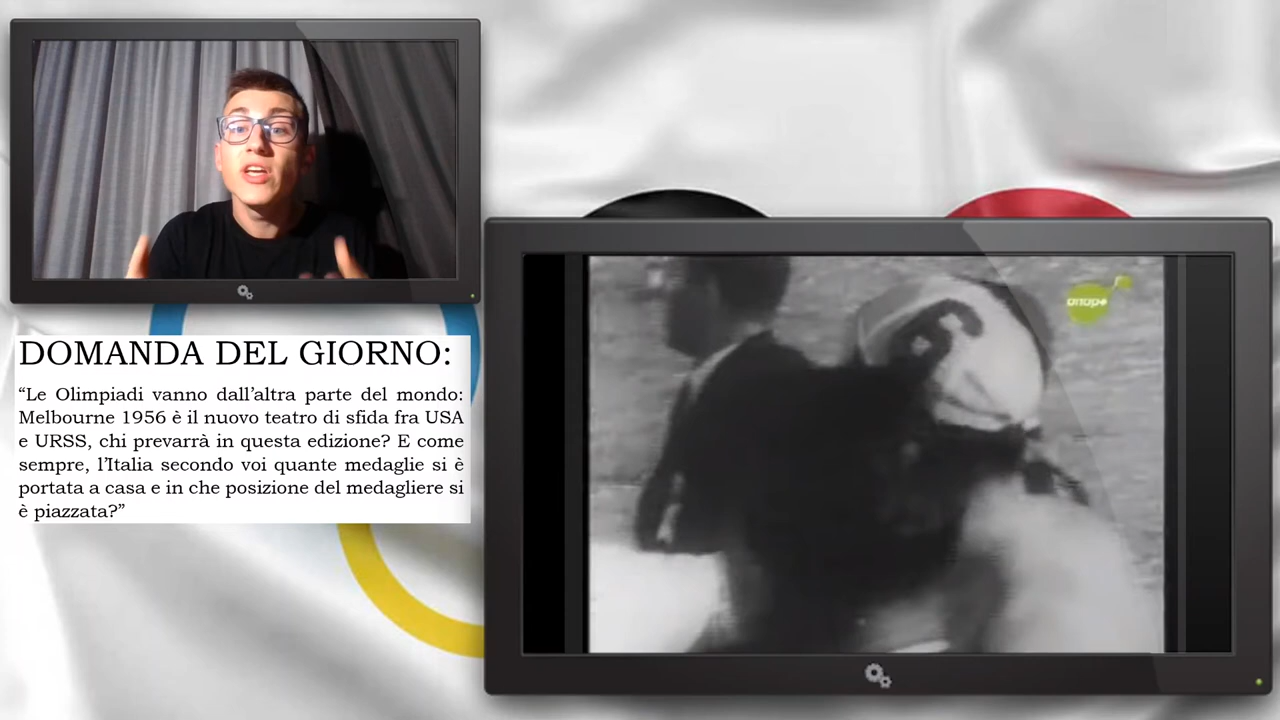 DOMANDA DEL GIORNO:
“Le Olimpiadi vanno dall’altra parte del mondo:
Melbourne 1956 è il nuovo teatro di sfida fra USA
e URSS, chi prevarrà in questa edizione? E come
sempre, l’Italia secondo voi quante medaglie si è
portata a casa e in che posizione del medagliere si
è piazzata?”